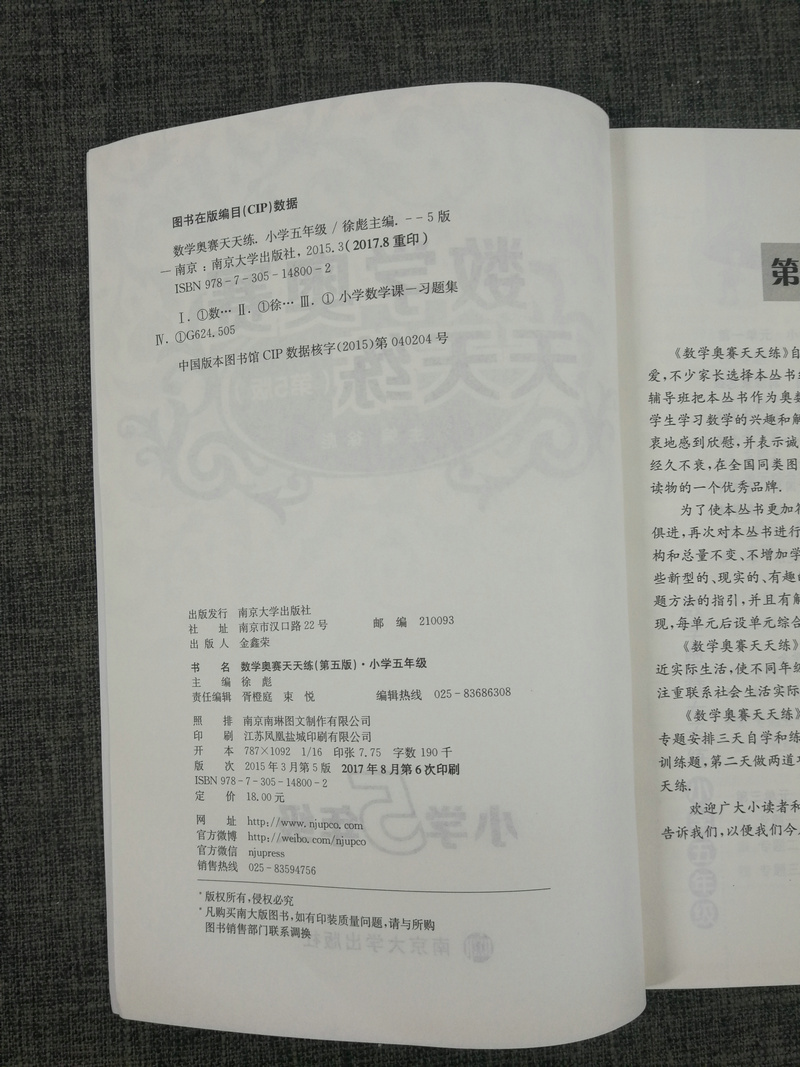 图书在版编目(CIP)数据
数学奥赛天天练. 小学五年级 / 徐彪主编. --5 版
—南京:南京大学出版社, 2015.3(2017.8 重印)
ISBN 978-7-305-14800-2
Ⅰ. ①数… Ⅱ. ①徐… Ⅲ. ① 小学数学课—习题集
Ⅳ. ①G624.505
中国版本图书馆 CIP 数据核字(2015)第 040204 号
出版发行 南京大学出版社
社 址 南京市汉口路 22 号 邮 编 210093
出 版 人 金鑫荣
书 名 数学奥赛天天练(第五版)·小学五年级
主 编 徐 彪
责任编辑 胥橙庭 束 悦 编辑热线 025-83686308
照 排 南京南琳图文制作有限公司
印 刷 江苏凤凰盐城印刷有限公司
开 本 787×1092 1/16 印张 7.75 字数 190 千
版 次 2015 年 3 月第 5 版 2017 年 8 月第 6 次印刷
ISBN 978-7-305-14800-2
定 价 18.00 元
网 址 http://www.njupco.com
官方微博 http://weibo.com/njupco
官方微信 njupress
销售热线 025-83594756
* 版权所有,侵权必究
* 凡购买南大版图书,如有印装质量问题,请与所购
图书销售部门联系调换
第
《数学奥赛天天练》自
爱,不少家长选择本丛书
辅导班把本丛书作为奥数
学生学习数学的兴趣和解
衷地感到欣慰,并表示诚
经久不衰,在全国同类图
读物的一个优秀品牌.
为了使本丛书更加符
俱进,再次对本丛书进行
构和总量不变、不增加学
些新型的、现实的、有趣的
题方法的指引,并且有解
现,每单元后设单元综合
《数学奥赛天天练》
近实际生活,使不同年级
注重联系社会生活实际
《数学奥赛天天练》
专题安排三天自学和练
训练题,第二天做两道
天练.
欢迎广大小读者和
告诉我们,以便我们今